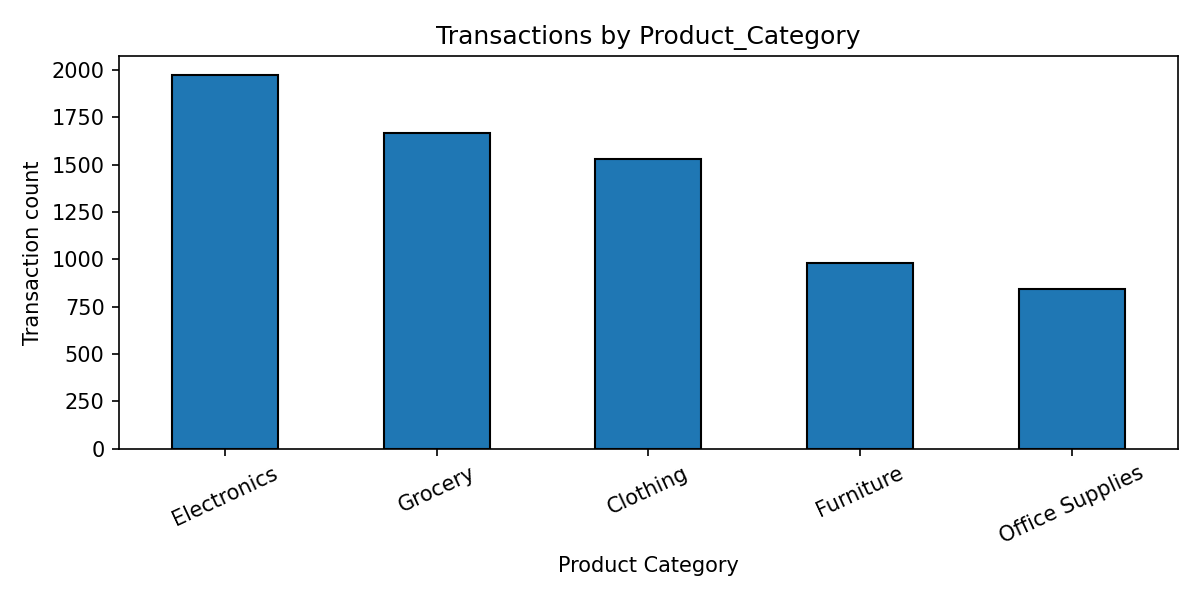 Transactions by Product_Category
Transaction count
2000
1750
1500
1250
1000
750
500
250
0
Electronics
Grocery
Clothing
Furniture
Office Supplies
Product Category